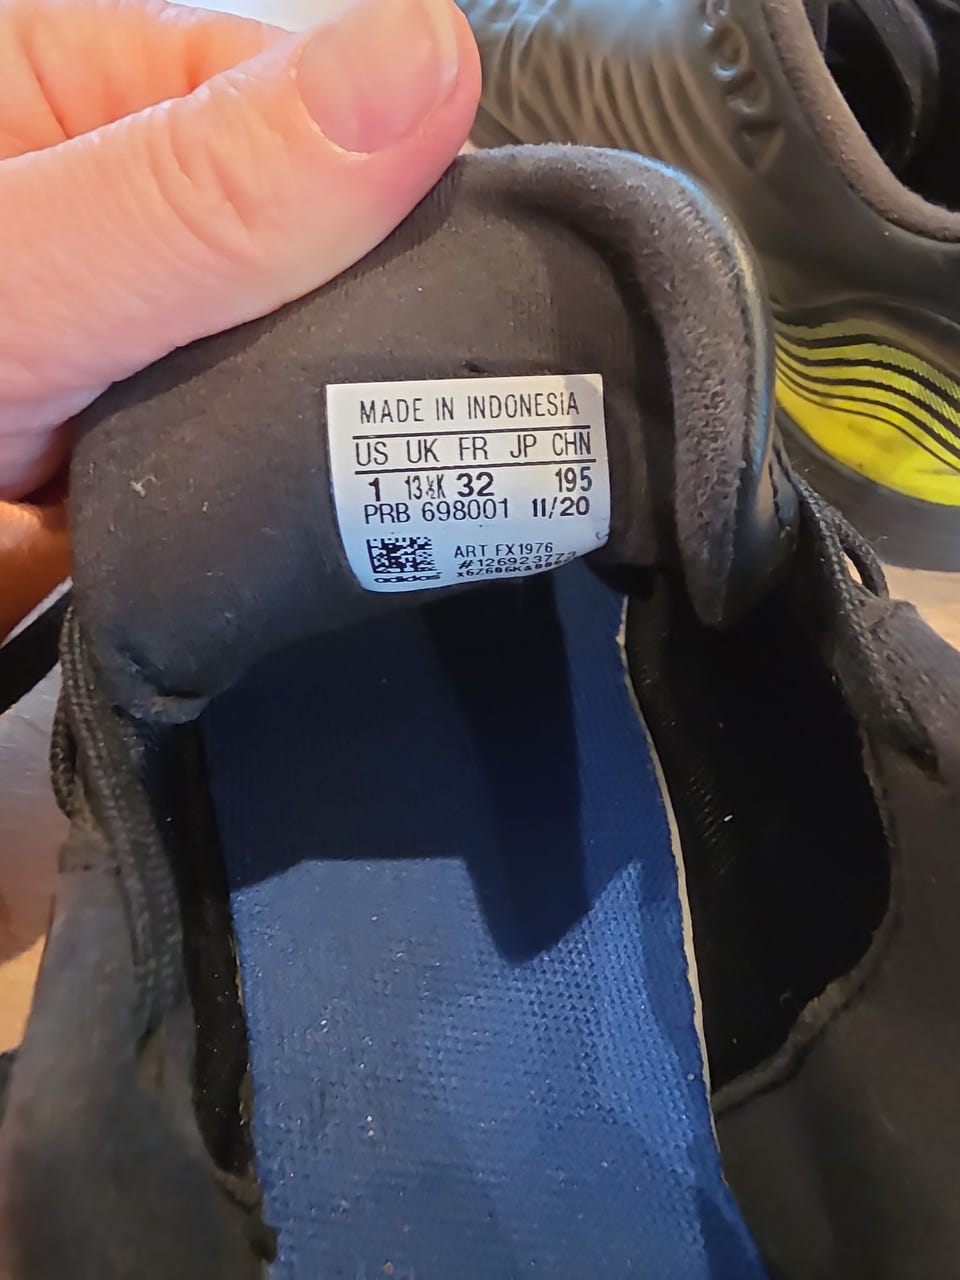 MADE IN INDONESIA
US UK FR JP CHN
1 13½K 32 195
PRB 698001 11/20
ART FX1976
#126923773
adidas